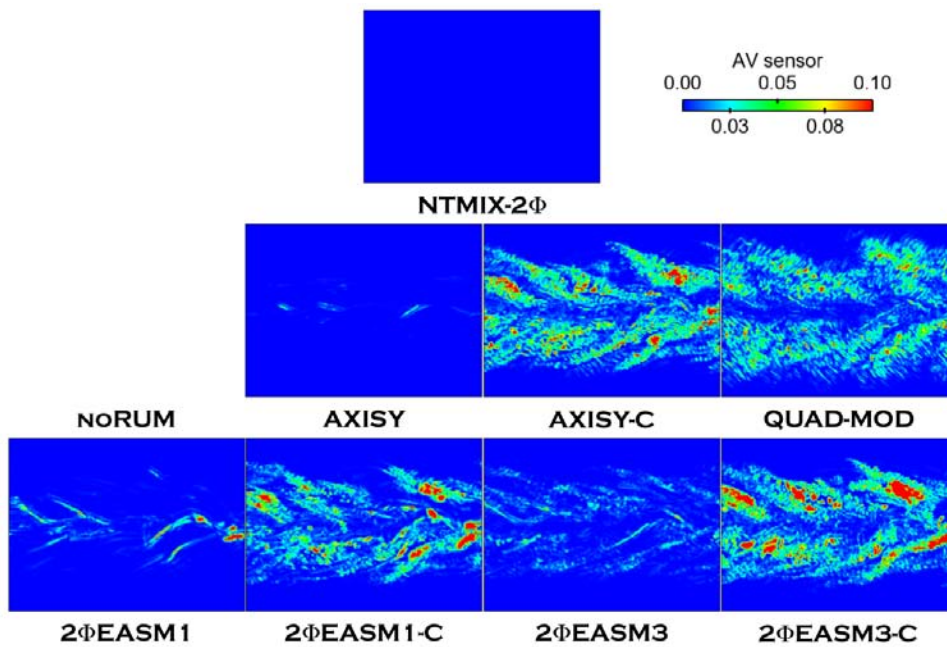 AV sensor
0.00 0.05 0.10
0.03 0.08
NTMIX-2Φ
NORUM AXISY AXISY-C QUAD-MOD
2ΦEASM1 2ΦEASM1-C 2ΦEASM3 2ΦEASM3-C